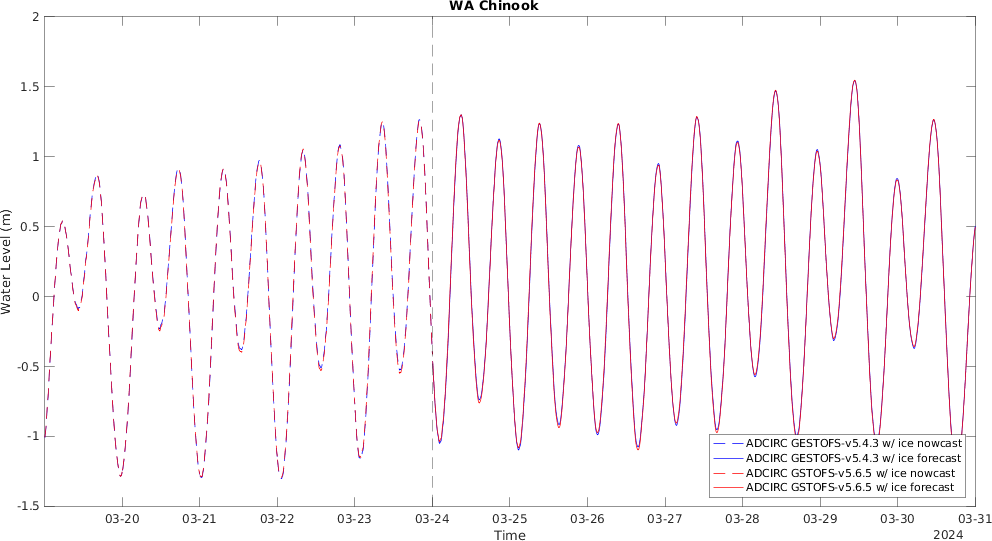 WA Chinook
2
1.5
1
0.5
0
-0.5
-1
-1.5
Water Level (m)
03-20 03-21 03-22 03-23 03-24 03-25 03-26 03-27 03-28 03-29 03-30 03-31
Time
2024
ADCIRC GESTOFS-v5.4.3 w/ ice nowcast
ADCIRC GESTOFS-v5.4.3 w/ ice forecast
ADCIRC GSTOFS-v5.6.5 w/ ice nowcast
ADCIRC GSTOFS-v5.6.5 w/ ice forecast